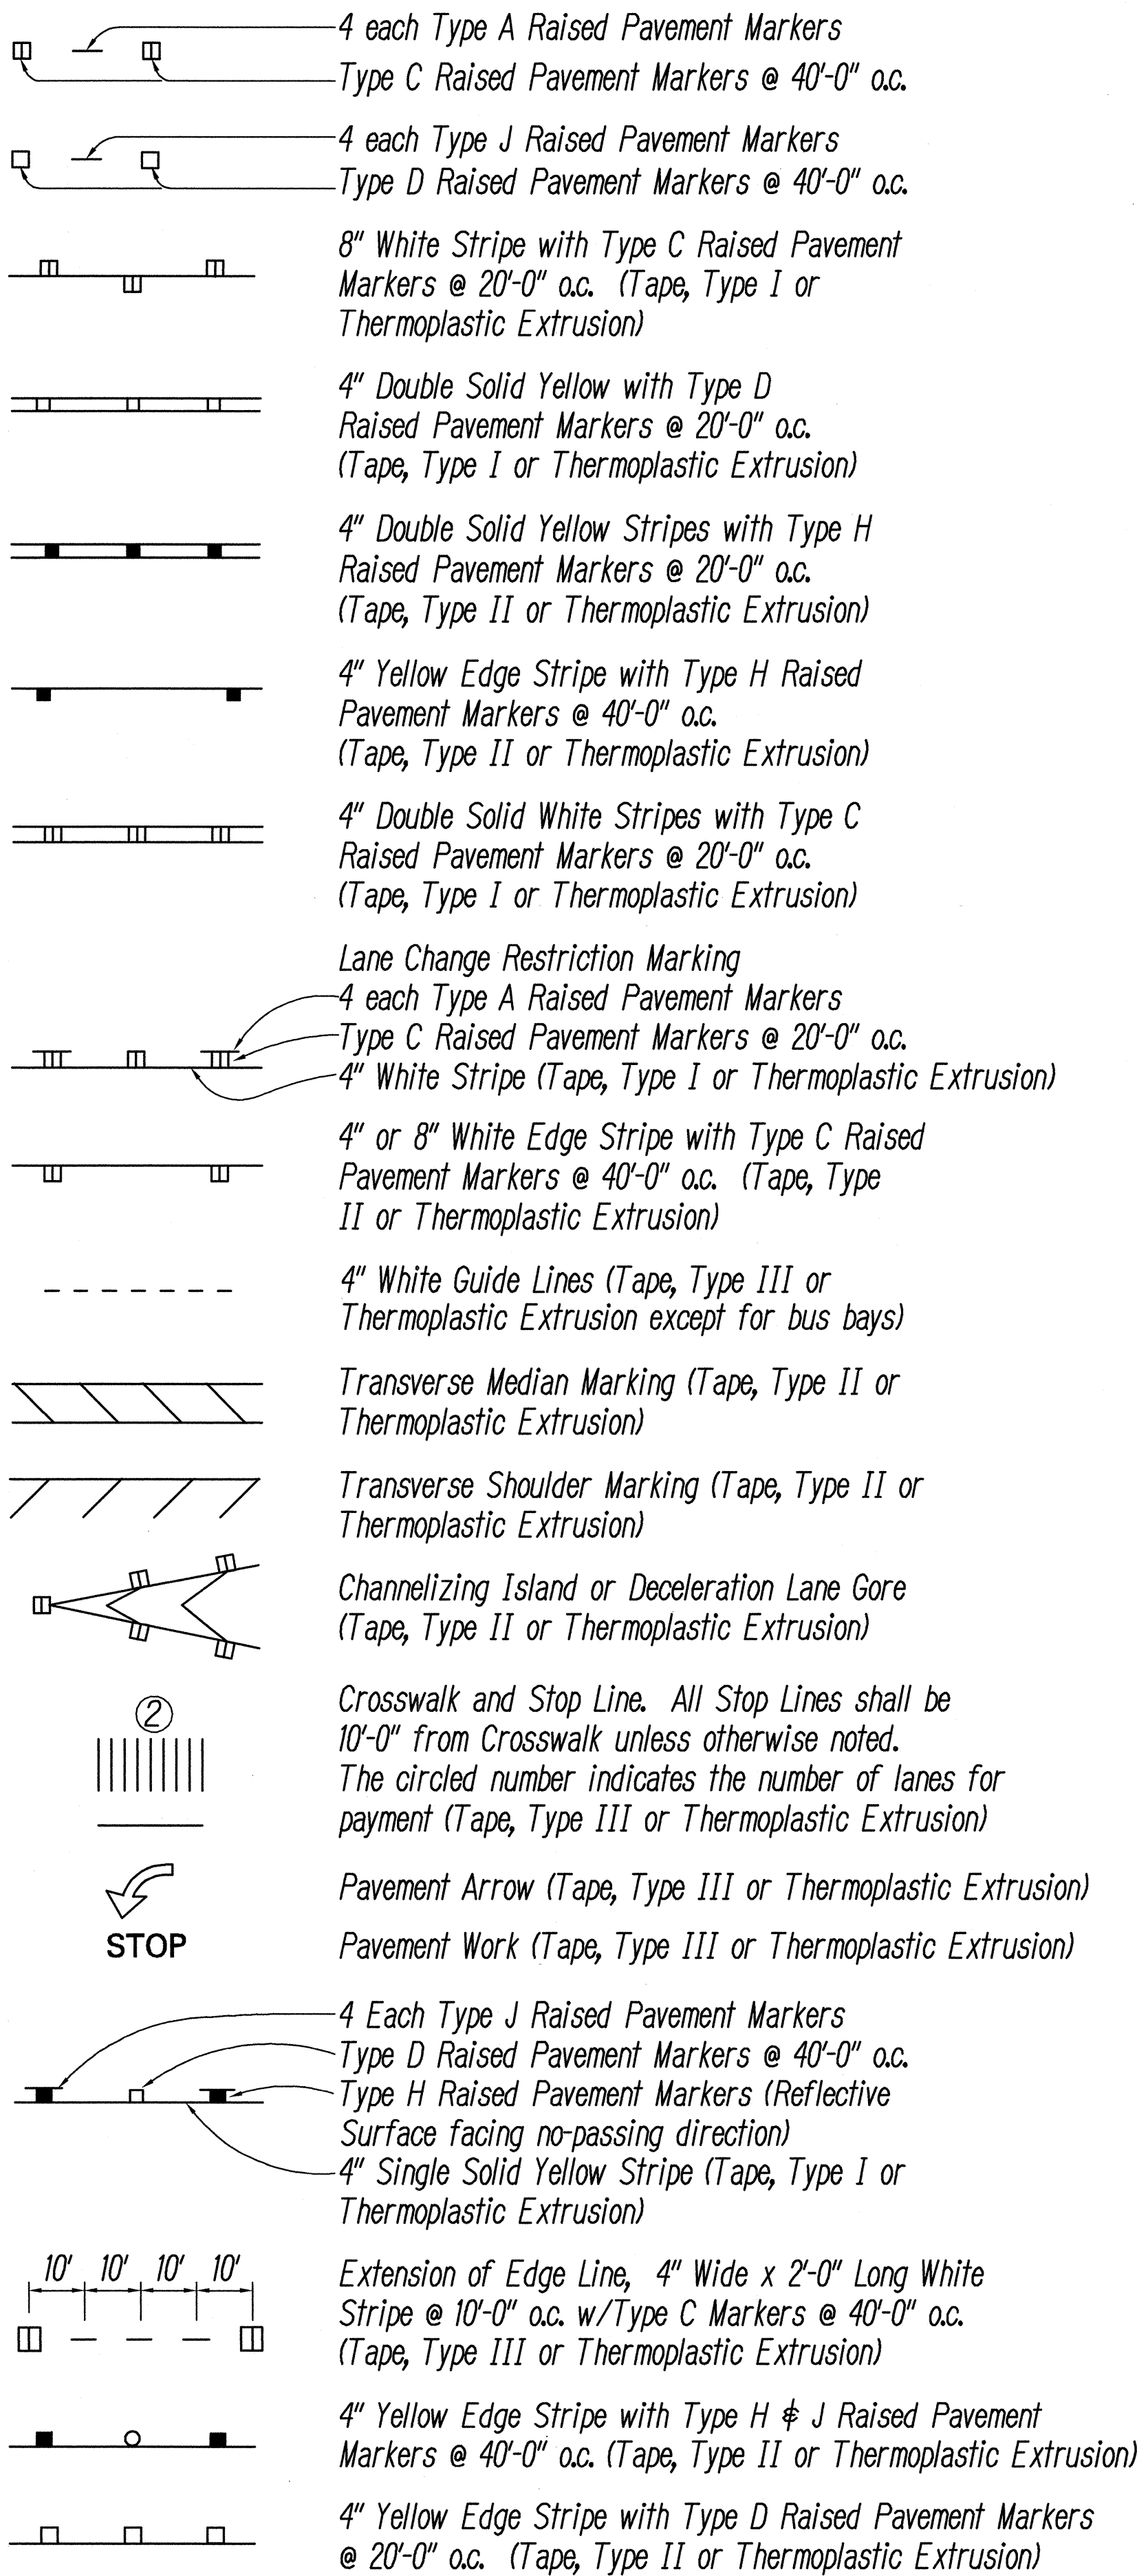 4 each Type A Raised Pavement Markers
Type C Raised Pavement Markers @ 40'-0" o.c.
4 each Type J Raised Pavement Markers
Type D Raised Pavement Markers @ 40'-0" o.c.
8" White Stripe with Type C Raised Pavement
Markers @ 20'-0" o.c. (Tape, Type I or
Thermoplastic Extrusion)
4" Double Solid Yellow with Type D
Raised Pavement Markers @ 20'-0" o.c.
(Tape, Type I or Thermoplastic Extrusion)
4" Double Solid Yellow Stripes with Type H
Raised Pavement Markers @ 20'-0" o.c.
(Tape, Type II or Thermoplastic Extrusion)
4" Yellow Edge Stripe with Type H Raised
Pavement Markers @ 40'-0" o.c.
(Tape, Type II or Thermoplastic Extrusion)
4" Double Solid White Stripes with Type C
Raised Pavement Markers @ 20'-0" o.c.
(Tape, Type I or Thermoplastic Extrusion)
Lane Change Restriction Marking
4 each Type A Raised Pavement Markers
Type C Raised Pavement Markers @ 20'-0" o.c.
4" White Stripe (Tape, Type I or Thermoplastic Extrusion)
4" or 8" White Edge Stripe with Type C Raised
Pavement Markers @ 40'-0" o.c. (Tape, Type
II or Thermoplastic Extrusion)
4" White Guide Lines (Tape, Type III or
Thermoplastic Extrusion except for bus bays)
Transverse Median Marking (Tape, Type II or
Thermoplastic Extrusion)
Transverse Shoulder Marking (Tape, Type II or
Thermoplastic Extrusion)
Channelizing Island or Deceleration Lane Gore
(Tape, Type II or Thermoplastic Extrusion)
2
Crosswalk and Stop Line. All Stop Lines shall be
10'-0" from Crosswalk unless otherwise noted.
The circled number indicates the number of lanes for
payment (Tape, Type III or Thermoplastic Extrusion)
Pavement Arrow (Tape, Type III or Thermoplastic Extrusion)
STOP Pavement Work (Tape, Type III or Thermoplastic Extrusion)
4 Each Type J Raised Pavement Markers
Type D Raised Pavement Markers @ 40'-0" o.c.
Type H Raised Pavement Markers (Reflective
Surface facing no-passing direction)
4" Single Solid Yellow Stripe (Tape, Type I or
Thermoplastic Extrusion)
10' 10' 10' 10'
Extension of Edge Line, 4" Wide x 2'-0" Long White
Stripe @ 10'-0" o.c. w/Type C Markers @ 40'-0" o.c.
(Tape, Type III or Thermoplastic Extrusion)
4" Yellow Edge Stripe with Type H & J Raised Pavement
Markers @ 40'-0" o.c. (Tape, Type II or Thermoplastic Extrusion)
4" Yellow Edge Stripe with Type D Raised Pavement Markers
@ 20'-0" o.c. (Tape, Type II or Thermoplastic Extrusion)